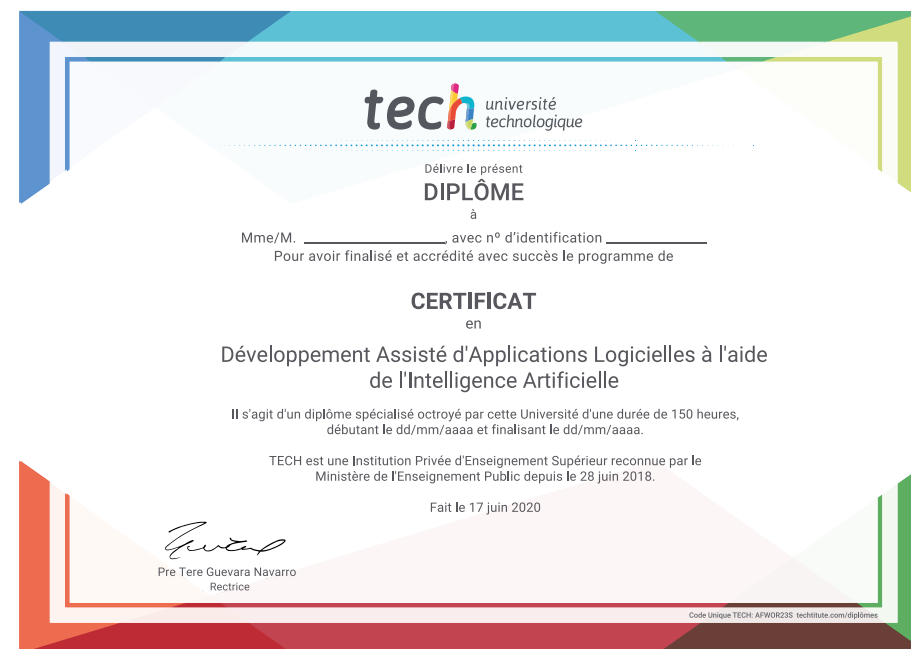 tech université
technologique
Délivre le présent
DIPLÔME
à
Mme/M. ____________________, avec nº d'identification ______________
Pour avoir finalisé et accrédité avec succès le programme de
CERTIFICAT
en
Développement Assisté d'Applications Logicielles à l'aide
de l'Intelligence Artificielle
Il s'agit d'un diplôme spécialisé octroyé par cette Université d'une durée de 150 heures,
débutant le dd/mm/aaaa et finalisant le dd/mm/aaaa.
TECH est une Institution Privée d'Enseignement Supérieur reconnue par le
Ministère de l'Enseignement Public depuis le 28 juin 2018.
Fait le 17 juin 2020
Pre Tere Guevara Navarro
Rectrice
Code Unique TECH: AFWOR23S techtitute.com/diplômes